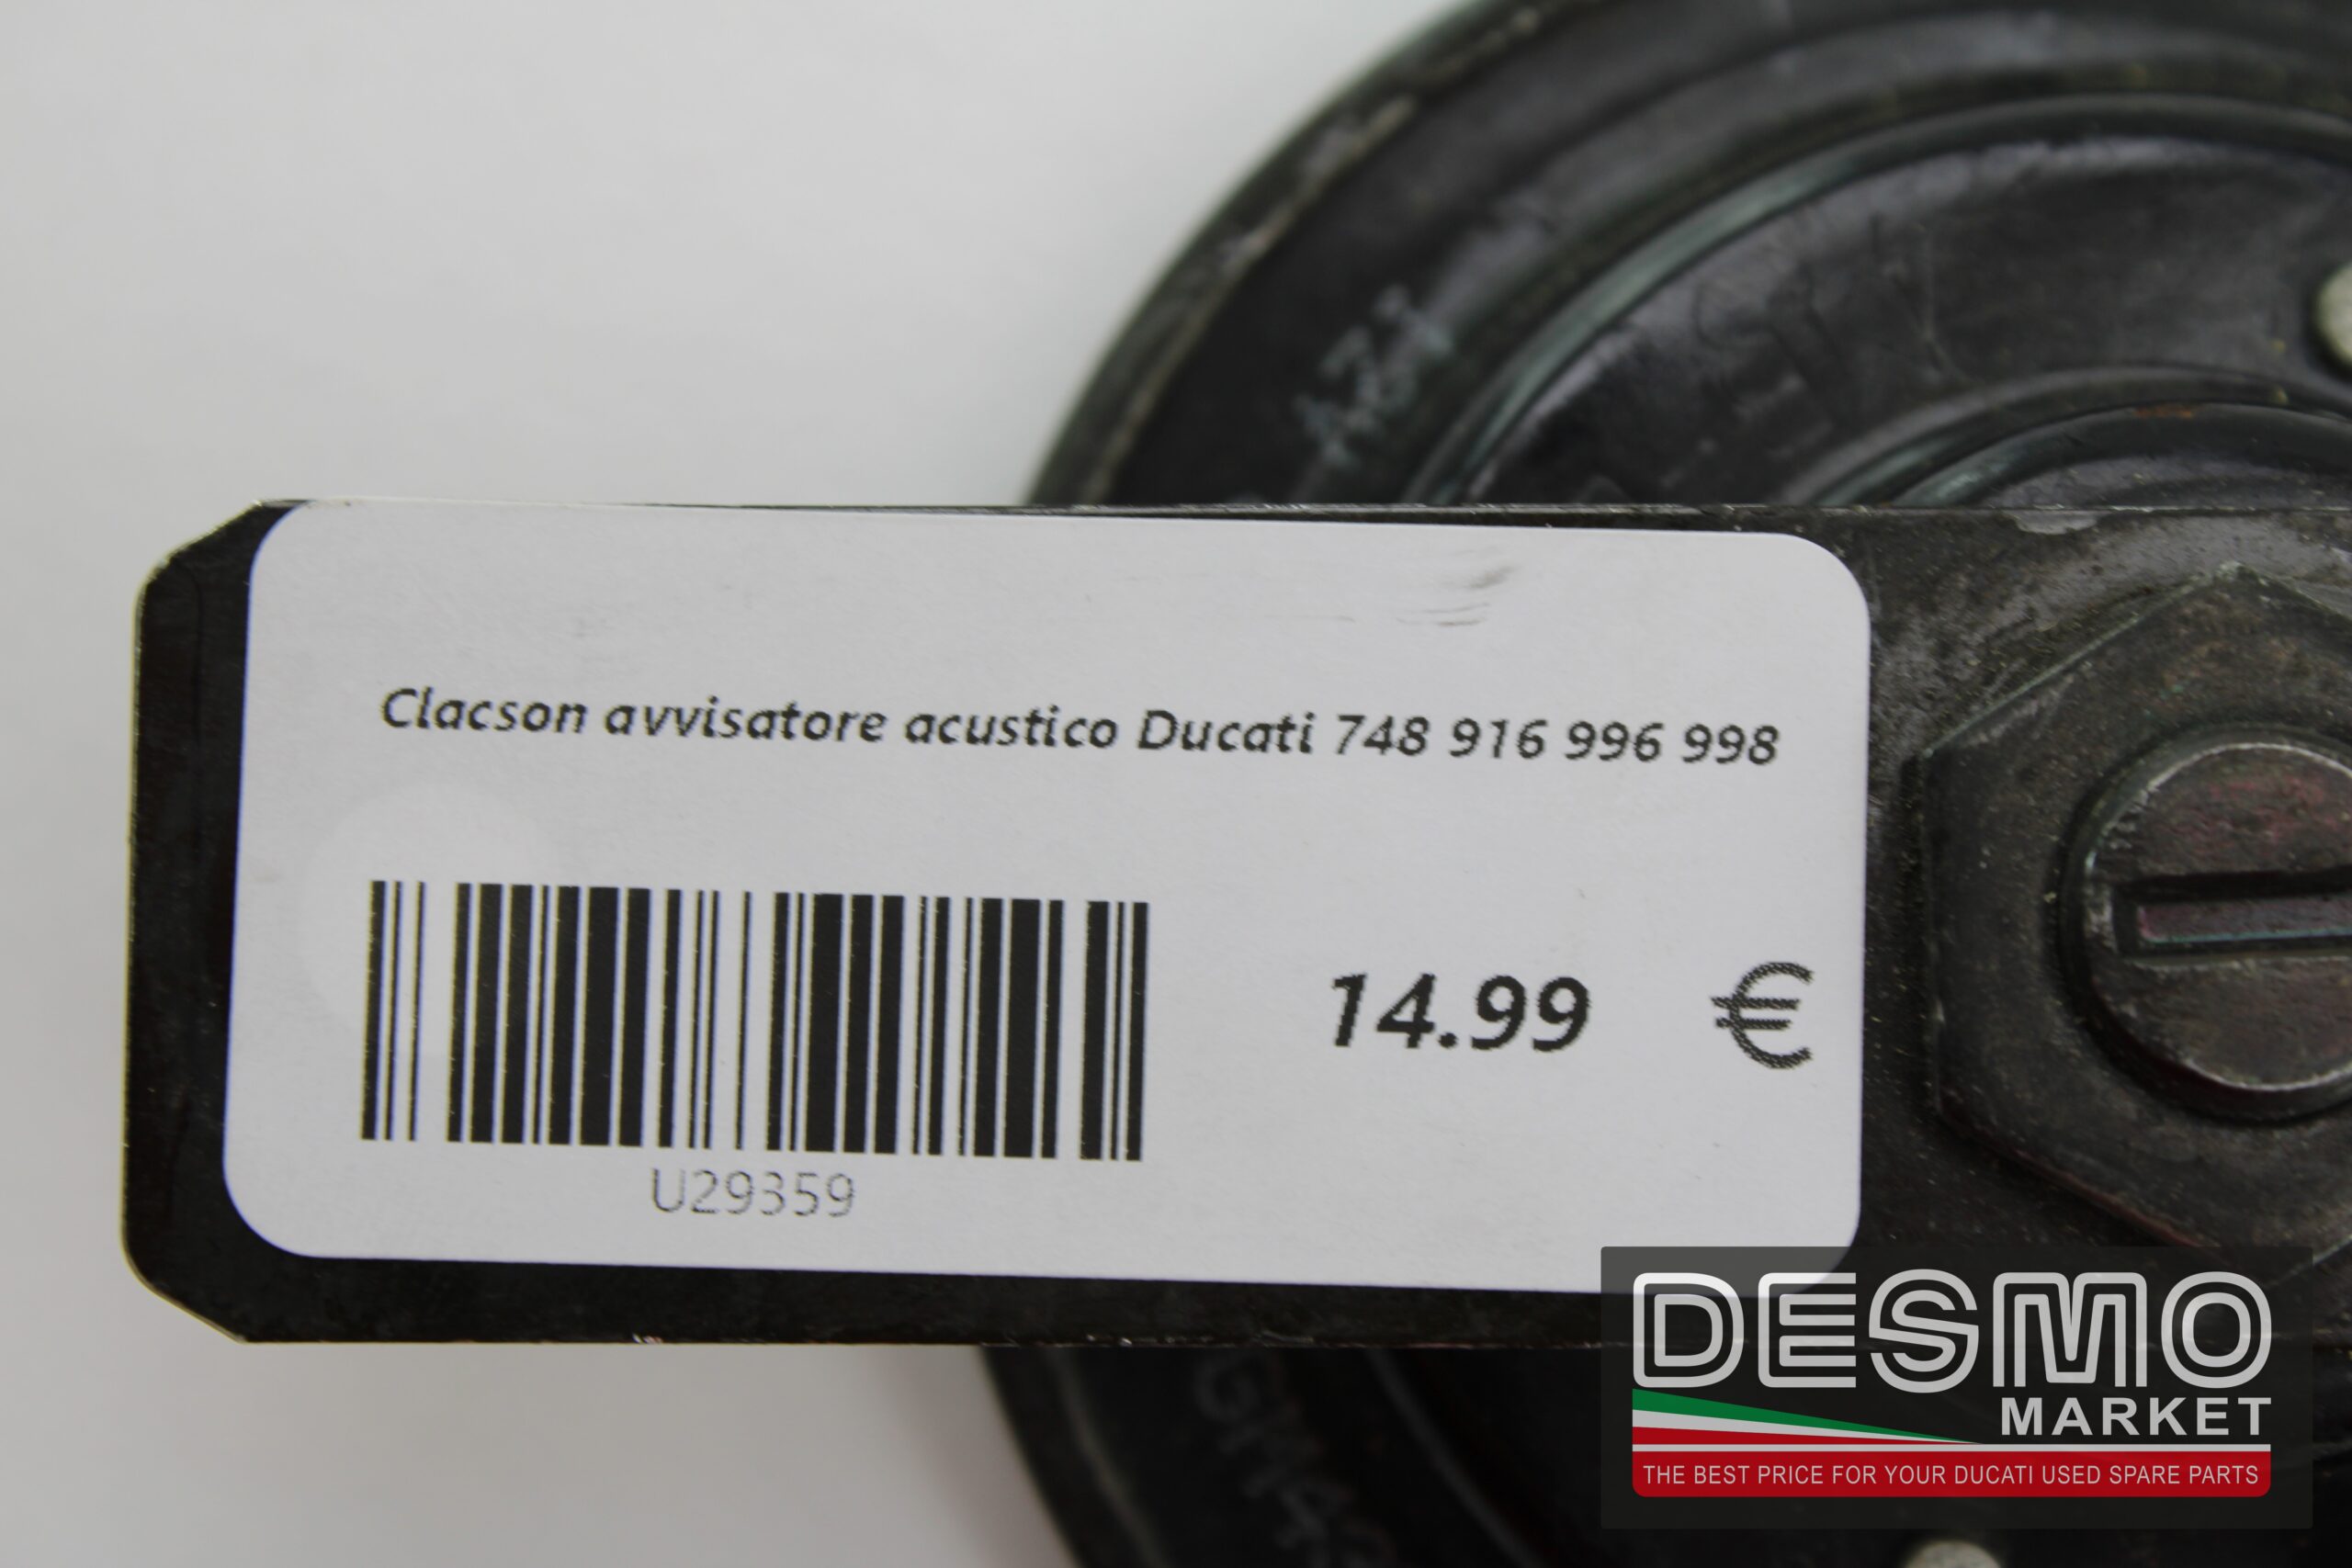 Clacson avvisatore acustico Ducati 748 916 996 998
14.99 €
U29359
DESMO
MARKET
THE BEST PRICE FOR YOUR DUCATI USED SPARE PARTS